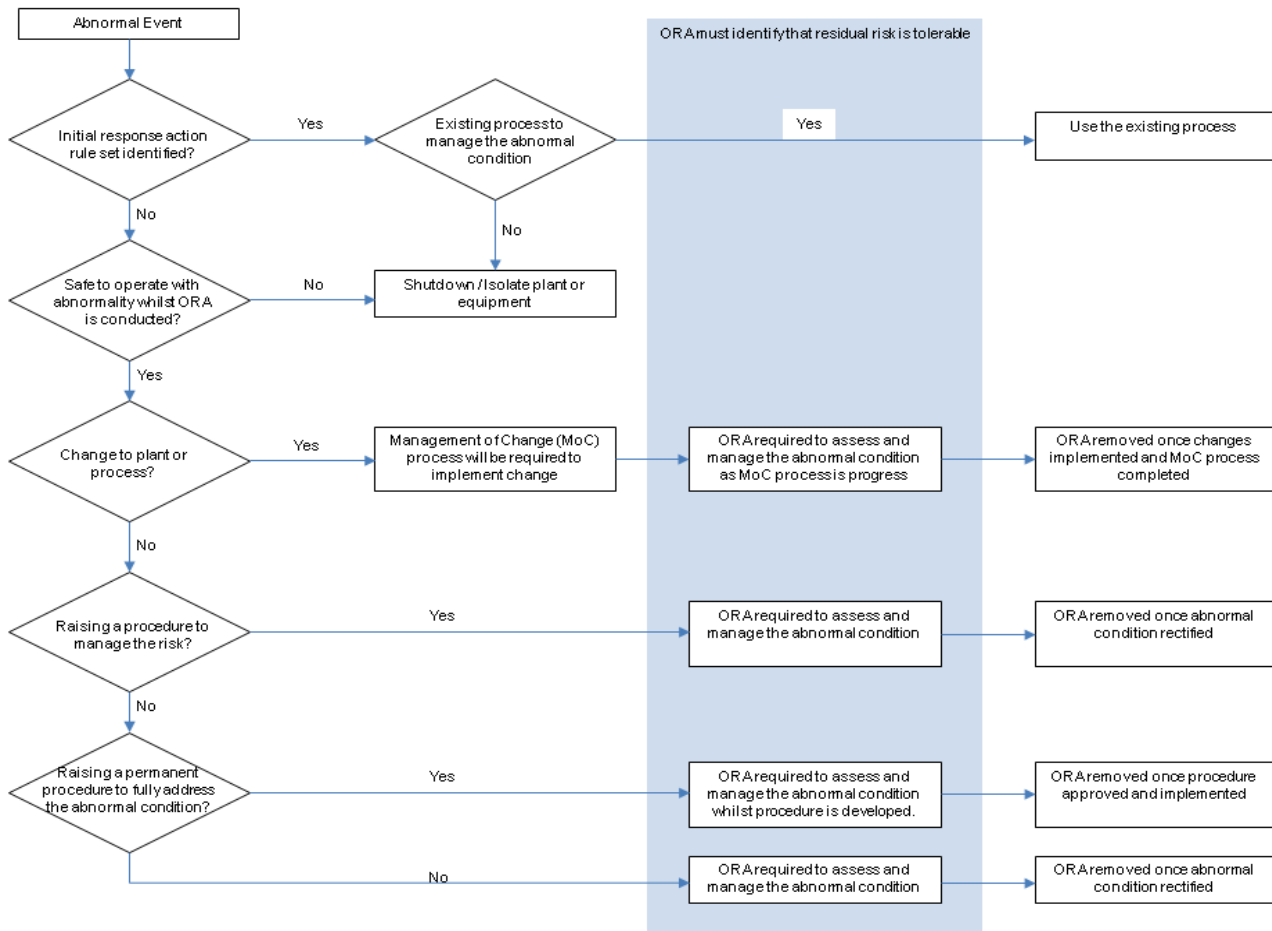 Abnormal Event
ORA must identify that residual risk is tolerable
Initial response action
rule set identified?
Yes
Existing process to
manage the abnormal
condition
Yes
Use the existing process
No
No
Safe to operate with
abnormality whilst ORA
is conducted?
No
Shutdown / Isolate plant or
equipment
Yes
Change to plant or
process?
Yes
Management of Change (MoC)
process will be required to
implement change
ORA required to assess and
manage the abnormal condition
as MoC process is progress
ORA removed once changes
implemented and MoC process
completed
No
Raising a procedure to
manage the risk?
Yes
ORA required to assess and
manage the abnormal condition
ORA removed once abnormal
condition rectified
No
Raising a permanent
procedure to fully address
the abnormal condition?
Yes
ORA required to assess and
manage the abnormal condition
whilst procedure is developed.
ORA removed once procedure
approved and implemented
No
ORA required to assess and
manage the abnormal condition
ORA removed once abnormal
condition rectified